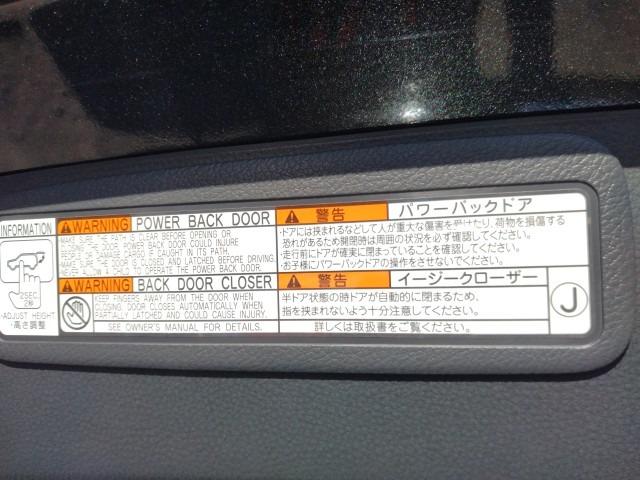 INFORMATION
2SEC.
2秒
·ADJUST HEIGHT
·高さ調整
WARNING POWER BACK DOOR
MAKE SURE THE PATH IS CLEAR BEFORE OPENING OR
CLOSING DOOR. POWER BACK DOOR COULD INJURE
PEOPLE OR DAMAGE CARGO IF CAUGHT IN ITS PATH.
MAKE SURE THE DOOR IS CLOSED AND LATCHED BEFORE DRIVING.
NEVER ALLOW A CHILD TO OPERATE THE POWER BACK DOOR.
WARNING BACK DOOR CLOSER
KEEP FINGERS AWAY FROM THE DOOR WHEN
CLOSING. DOOR CLOSES AUTOMATICALLY WHEN
PARTIALLY LATCHED AND COULD CAUSE INJURY.
SEE OWNER'S MANUAL FOR DETAILS.
警告 パワーバックドア
·ドアには挟まれるなどして人が重大な傷害を受けたり、荷物を損傷する
恐れがあるため開閉時は周囲の状況を必ず確認してください。
·走行前にドアが確実に閉まっていることを確認してください。
·お子様にパワーバックドアの操作をさせないでください。
警告 イージークローザー
半ドア状態の時ドアが自動的に閉まるため、
指を挟まれないよう十分注意してください。
詳しくは取扱書をご覧ください。
J